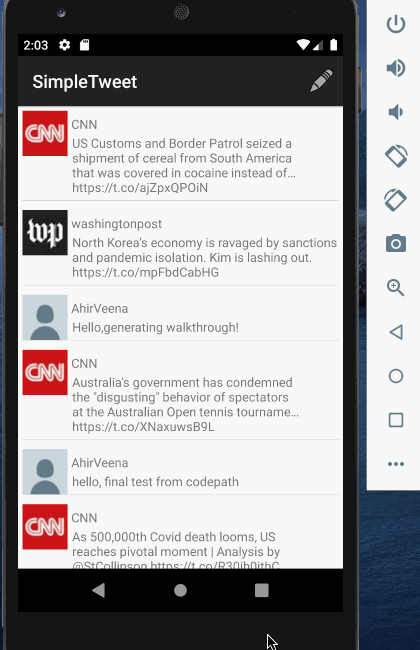 2:03
SimpleTweet
CNN
CNN
US Customs and Border Patrol seized a
shipment of cereal from South America
that was covered in cocaine instead of…
https://t.co/ajZpxQPOiN
wp
washingtonpost
North Korea's economy is ravaged by sanctions
and pandemic isolation. Kim is lashing out.
https://t.co/mpFbdCabHG
AhirVeena
Hello,generating walkthrough!
CNN
CNN
Australia's government has condemned
the "disgusting" behavior of spectators
at the Australian Open tennis tourname…
https://t.co/XNaxuwsB9L
AhirVeena
hello, final test from codepath
CNN
CNN
As 500,000th Covid death looms, US
reaches pivotal moment | Analysis by
@StCollinson